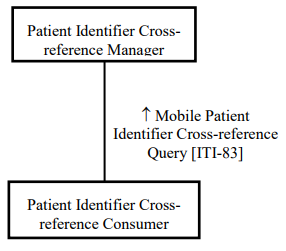 Patient Identifier Cross-
reference Manager
↑ Mobile Patient
Identifier Cross-reference
Query [ITI-83]
Patient Identifier Cross-
reference Consumer